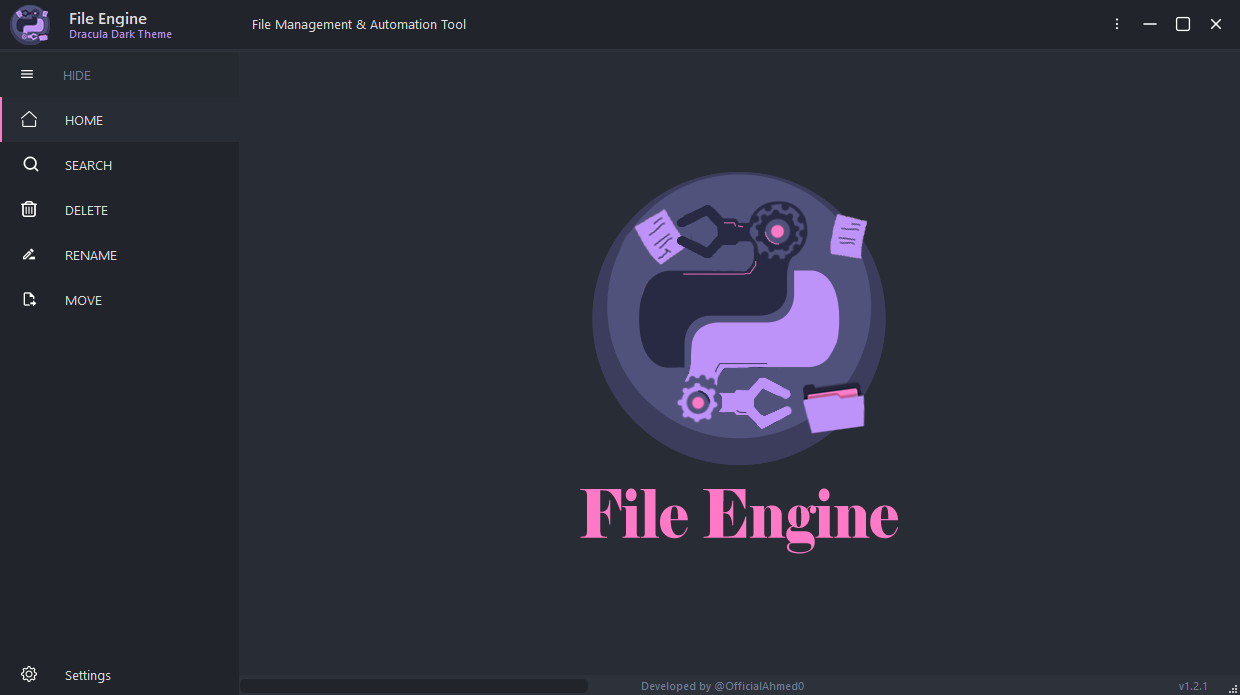 File Engine
Dracula Dark Theme
File Management & Automation Tool
HIDE
HOME
SEARCH
DELETE
RENAME
MOVE
File Engine
Settings
Developed by @OfficialAhmed0
v1.2.1